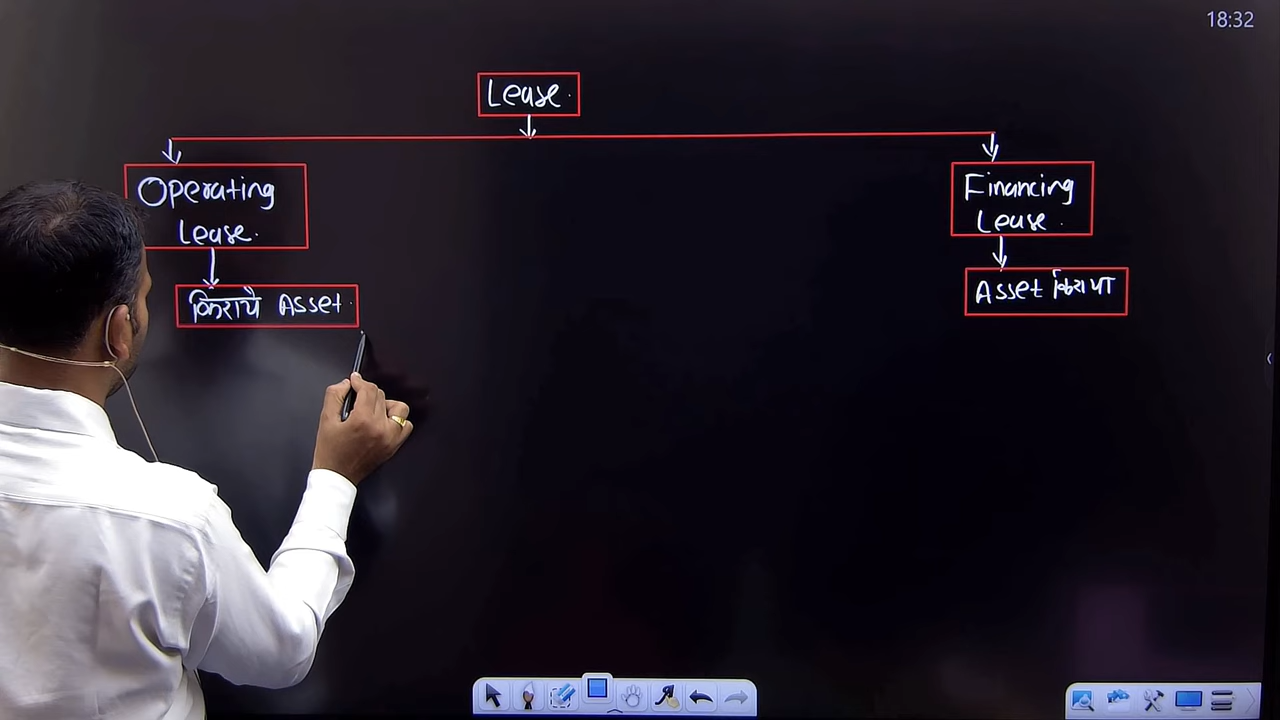 18:32
Lease.
Operating
Lease.
किराये Asset.
Financing
Lease.
Asset किराया